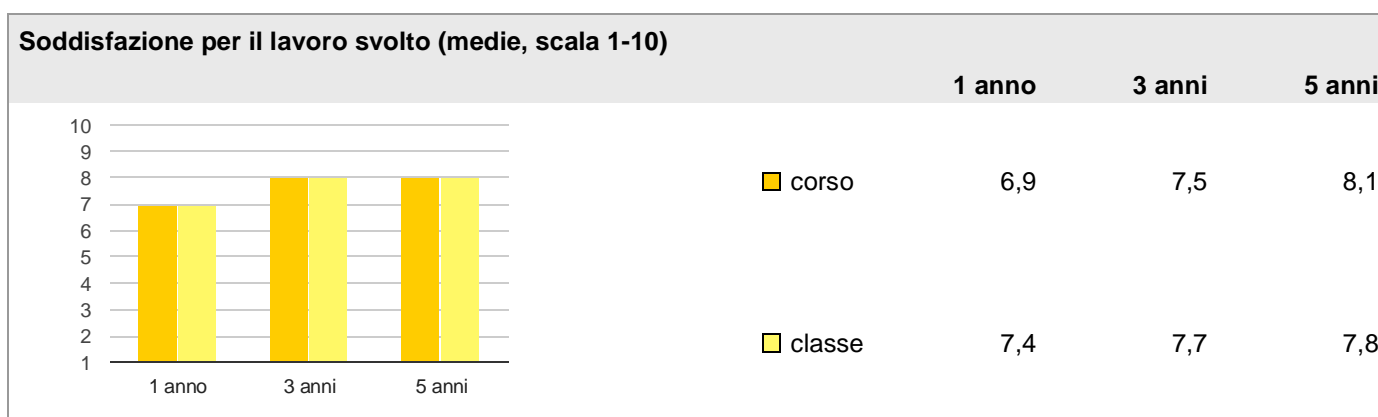 Soddisfazione per il lavoro svolto (medie, scala 1-10)
1 anno 3 anni 5 anni
10
9
8
7
6
5
4
3
2
1
1 anno 3 anni 5 anni
corso 6,9 7,5 8,1
classe 7,4 7,7 7,8